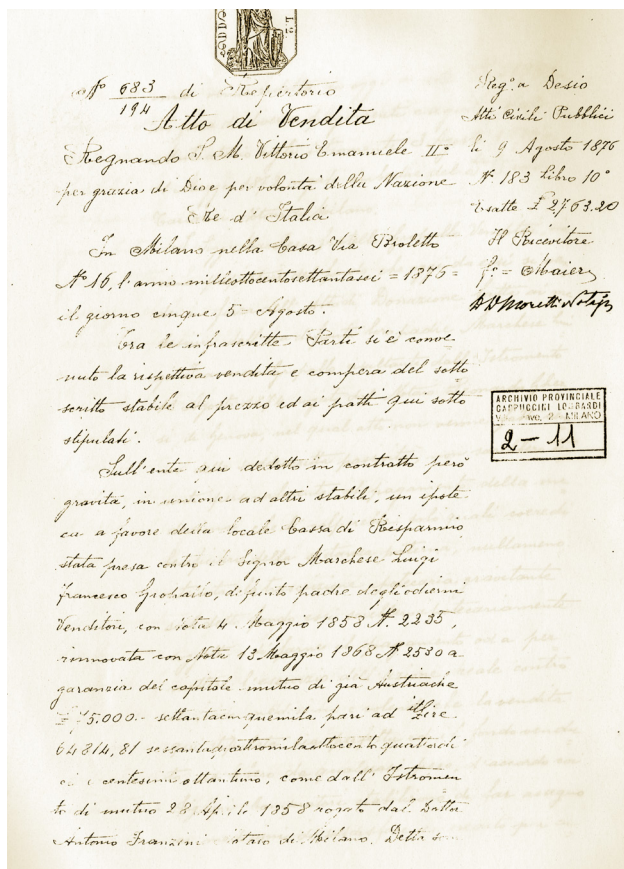 L. 2.
N° 683/194 di Repertorio
Atto di Vendita
Regnando S. M. Vittorio Emanuele II°
per grazia di Dio e per volontà della Nazione
Re d'Italia
In Milano nella Casa Via Broletto
N° 16, l'anno milleottocentosettantasei = 1876 =
il giorno cinque 5 = Agosto.
Tra le infrascritte Parti si è conve
nuto la rispettiva vendita e compera del sotto
scritto stabile al prezzo ed ai patti qui sotto
stipulati.
Sull'ente qui dedotto in contratto però
gravita, in unione ad altri stabile, un ipote
ca a favore della locale Cassa di Risparmio
stata presa contro il Signor Marchese Luigi
Francesco defunto padre degli odierni
Venditori, con nota 4. Maggio 1858 N. 2235,
rinnovata con Nota 13 Maggio 1868 N. 2530 a
garanzia del capitale mutuo di già Austriache
75.000.- settantacinquemila pari ad it. Lire
64814,81 sessantaquattromilaottocentoquattordi
ci e centesimi ottantuno, come dall'Istromen
to di mutuo 28 Aprile 1858 rogato dal Dottor
Antonio Franzini notaio di Milano. Detta
Reg.° a Desio
Atti Civili Pubblici
li 9 Agosto 1876
N. 183 Libro 10°
Esatte £ 2763.20
Il Ricevitore
f.° = Maier
Moretti
ARCHIVIO PROVINCIALE
CAPPUCCINI LOMBARDI
MILANO
2 - 11